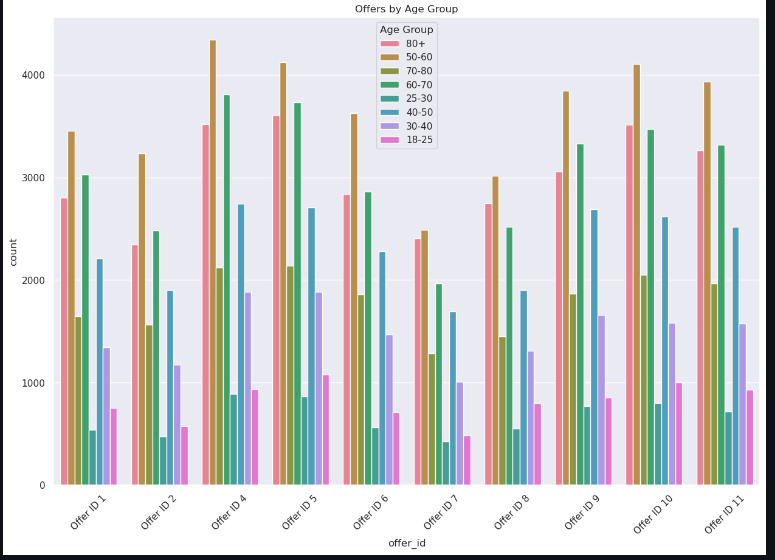 Offers by Age Group
Age Group
80+
50-60
70-80
60-70
25-30
40-50
30-40
18-25
count
4000
3000
2000
1000
0
Offer ID 1
Offer ID 2
Offer ID 4
Offer ID 5
Offer ID 6
Offer ID 7
Offer ID 8
Offer ID 9
Offer ID 10
Offer ID 11
offer_id